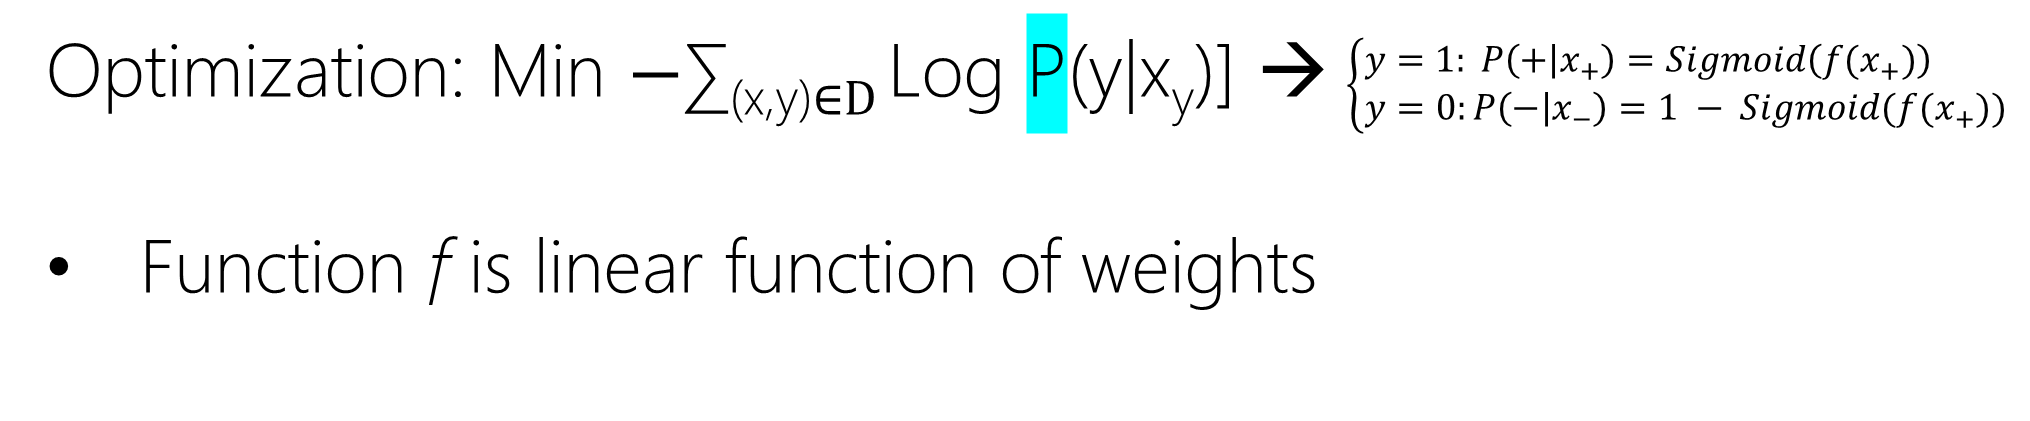 Optimization: Min −∑(x,y)∈D Log P(y|xy)] → {y = 1: P(+|x+) = Sigmoid(f(x+))
y = 0: P(−|x−) = 1 − Sigmoid(f(x+))
• Function f is linear function of weights